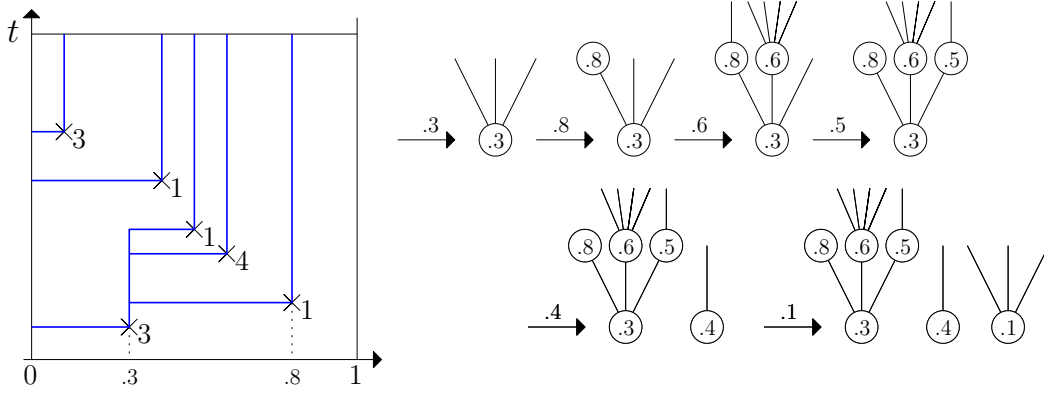 t
3
1
1
4
1
3
0 .3 .8 1
.8 .8 .6 .8 .6 .5
.3 .8 .6 .5
.3 .3 .3 .3
.8 .6 .5 .8 .6 .5
.4 .1
.3 .4 .3 .4 .1